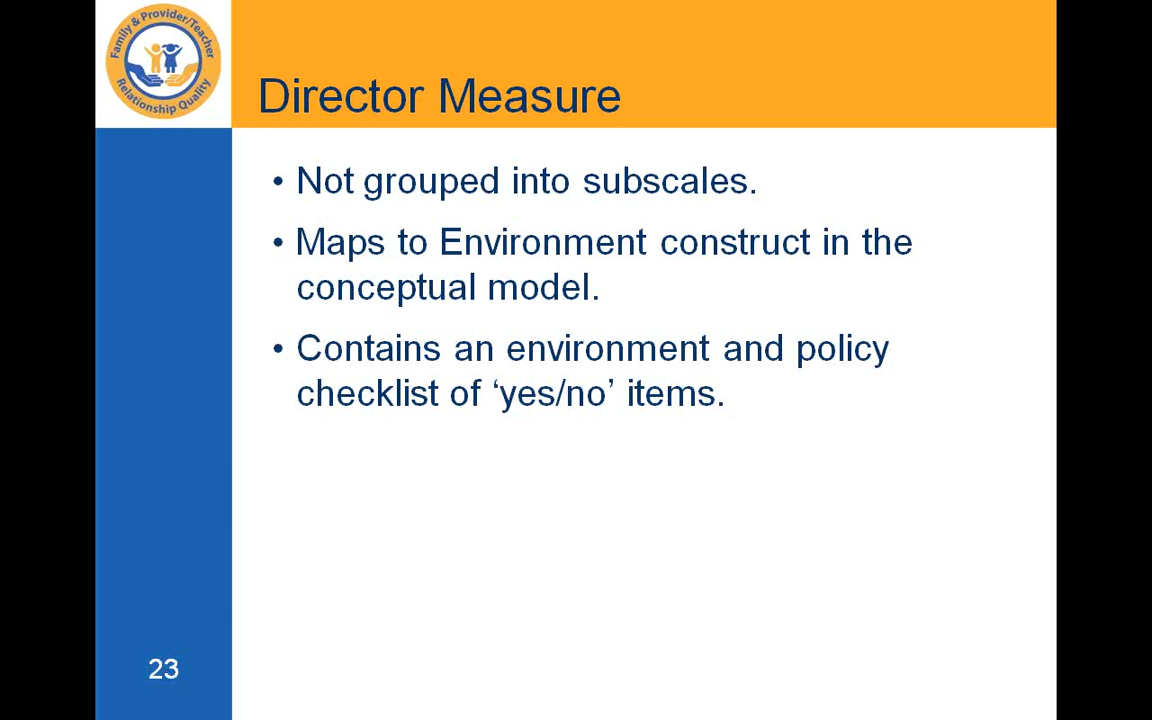 Family & Provider/Teacher
Relationship Quality
Director Measure
• Not grouped into subscales.
• Maps to Environment construct in the
conceptual model.
• Contains an environment and policy
checklist of ‘yes/no’ items.
23